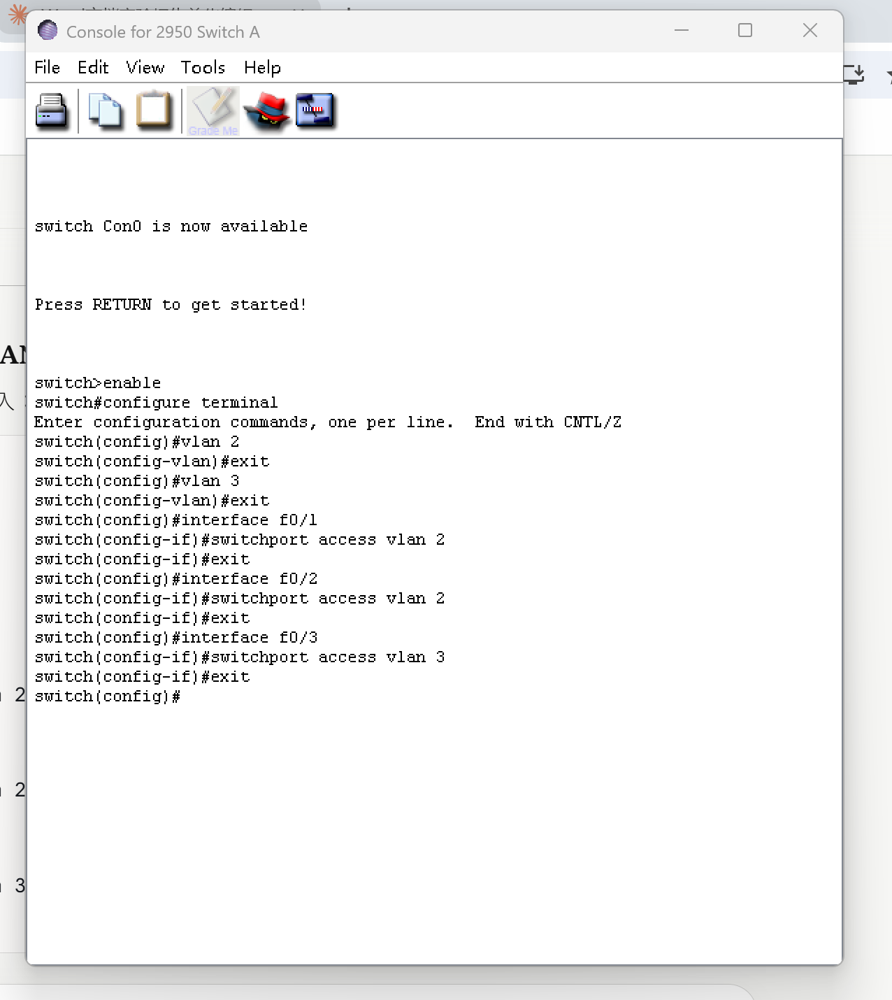 Console for 2950 Switch A
File Edit View Tools Help
Grade Me
switch Con0 is now available
Press RETURN to get started!
switch>enable
switch#configure terminal
Enter configuration commands, one per line.  End with CNTL/Z
switch(config)#vlan 2
switch(config-vlan)#exit
switch(config)#vlan 3
switch(config-vlan)#exit
switch(config)#interface f0/1
switch(config-if)#switchport access vlan 2
switch(config-if)#exit
switch(config)#interface f0/2
switch(config-if)#switchport access vlan 2
switch(config-if)#exit
switch(config)#interface f0/3
switch(config-if)#switchport access vlan 3
switch(config-if)#exit
switch(config)#
2
2
3